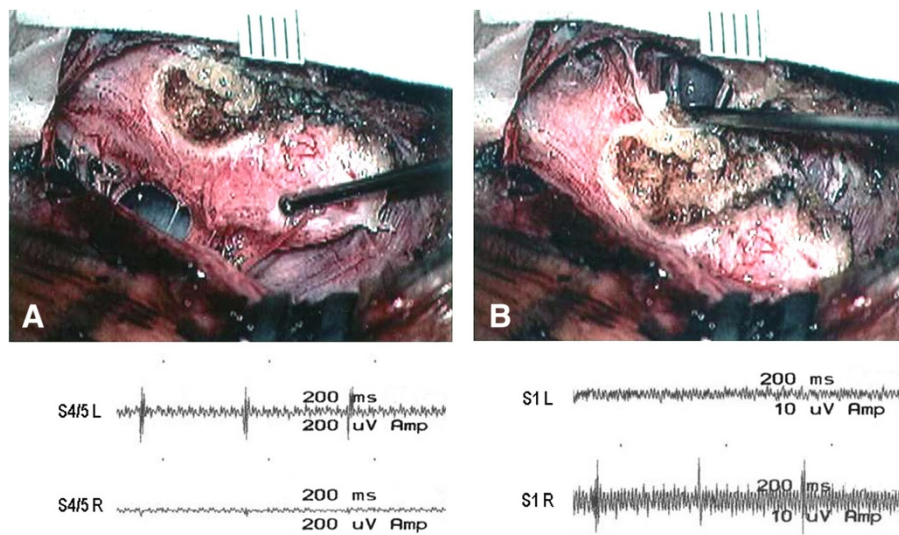 A
B
S4/5 L
200 ms
200 uV Amp
S4/5 R
200 ms
200 uV Amp
S1 L
200 ms
10 uV Amp
S1 R
200 ms
10 uV Amp